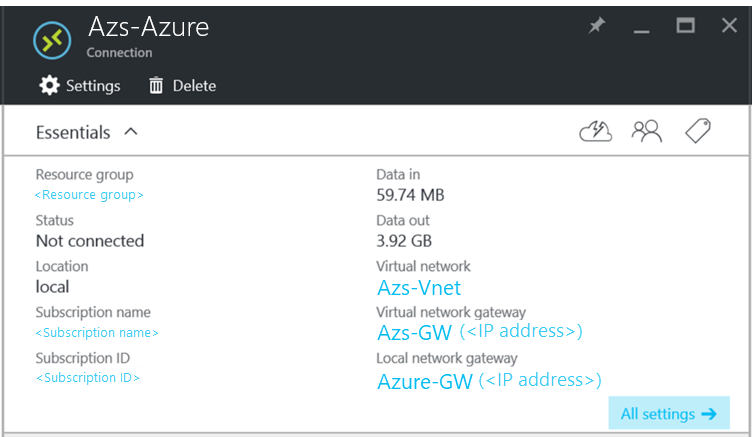 Azs-Azure
Connection
Settings Delete
Essentials
Resource group
<Resource group>
Status
Not connected
Location
local
Subscription name
<Subscription name>
Subscription ID
<Subscription ID>
Data in
59.74 MB
Data out
3.92 GB
Virtual network
Azs-Vnet
Virtual network gateway
Azs-GW (<IP address>)
Local network gateway
Azure-GW (<IP address>)
All settings